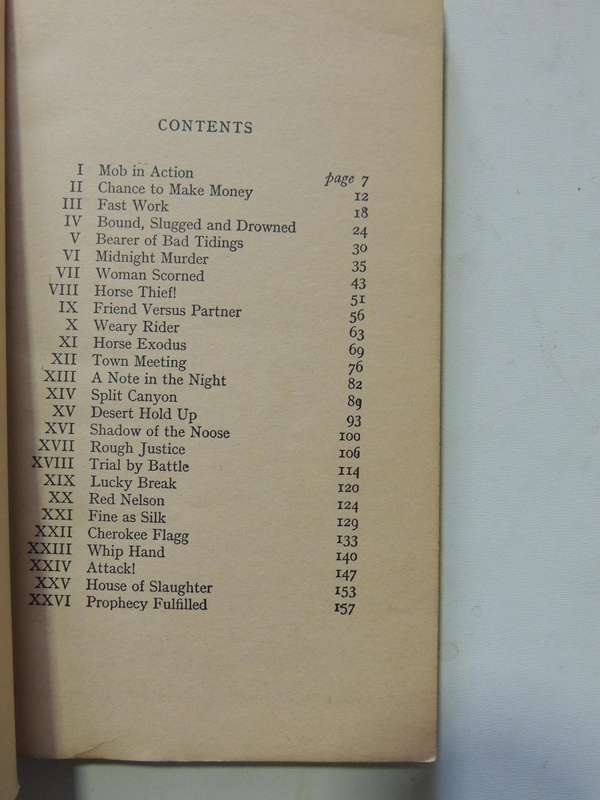 CONTENTS
I Mob in Action page 7
II Chance to Make Money 12
III Fast Work 18
IV Bound, Slugged and Drowned 24
V Bearer of Bad Tidings 30
VI Midnight Murder 35
VII Woman Scorned 43
VIII Horse Thief! 51
IX Friend Versus Partner 56
X Weary Rider 63
XI Horse Exodus 69
XII Town Meeting 76
XIII A Note in the Night 82
XIV Split Canyon 89
XV Desert Hold Up 93
XVI Shadow of the Noose 100
XVII Rough Justice 106
XVIII Trial by Battle 114
XIX Lucky Break 120
XX Red Nelson 124
XXI Fine as Silk 129
XXII Cherokee Flagg 133
XXIII Whip Hand 140
XXIV Attack! 147
XXV House of Slaughter 153
XXVI Prophecy Fulfilled 157